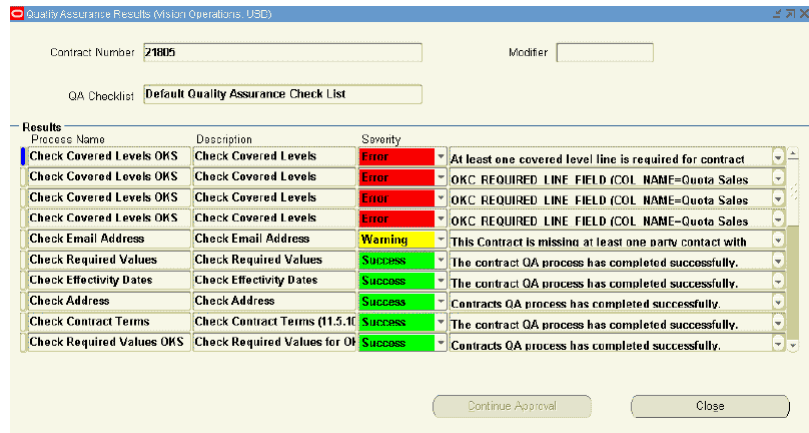 Quality Assurance Results (Vision Operations: USD)
Contract Number 21805 Modifier
QA Checklist Default Quality Assurance Check List
Results
Process Name Description Severity
Check Covered Levels OKS Check Covered Levels Error At least one covered level line is required for contract
Check Covered Levels OKS Check Covered Levels Error OKC REQUIRED LINE FIELD (COL NAME=Quota Sales
Check Covered Levels OKS Check Covered Levels Error OKC REQUIRED LINE FIELD (COL NAME=Quota Sales
Check Covered Levels OKS Check Covered Levels Error OKC REQUIRED LINE FIELD (COL NAME=Quota Sales
Check Email Address Check Email Address Warning This Contract is missing at least one party contact with
Check Required Values Check Required Values Success The contract QA process has completed successfully.
Check Effectivity Dates Check Effectivity Dates Success The contract QA process has completed successfully.
Check Address Check Address Success Contracts QA process has completed successfully.
Check Contract Terms Check Contract Terms (11.5.10 Success The contract QA process has completed successfully.
Check Required Values OKS Check Required Values for OK Success Contracts QA process has completed successfully.
Continue Approval Close